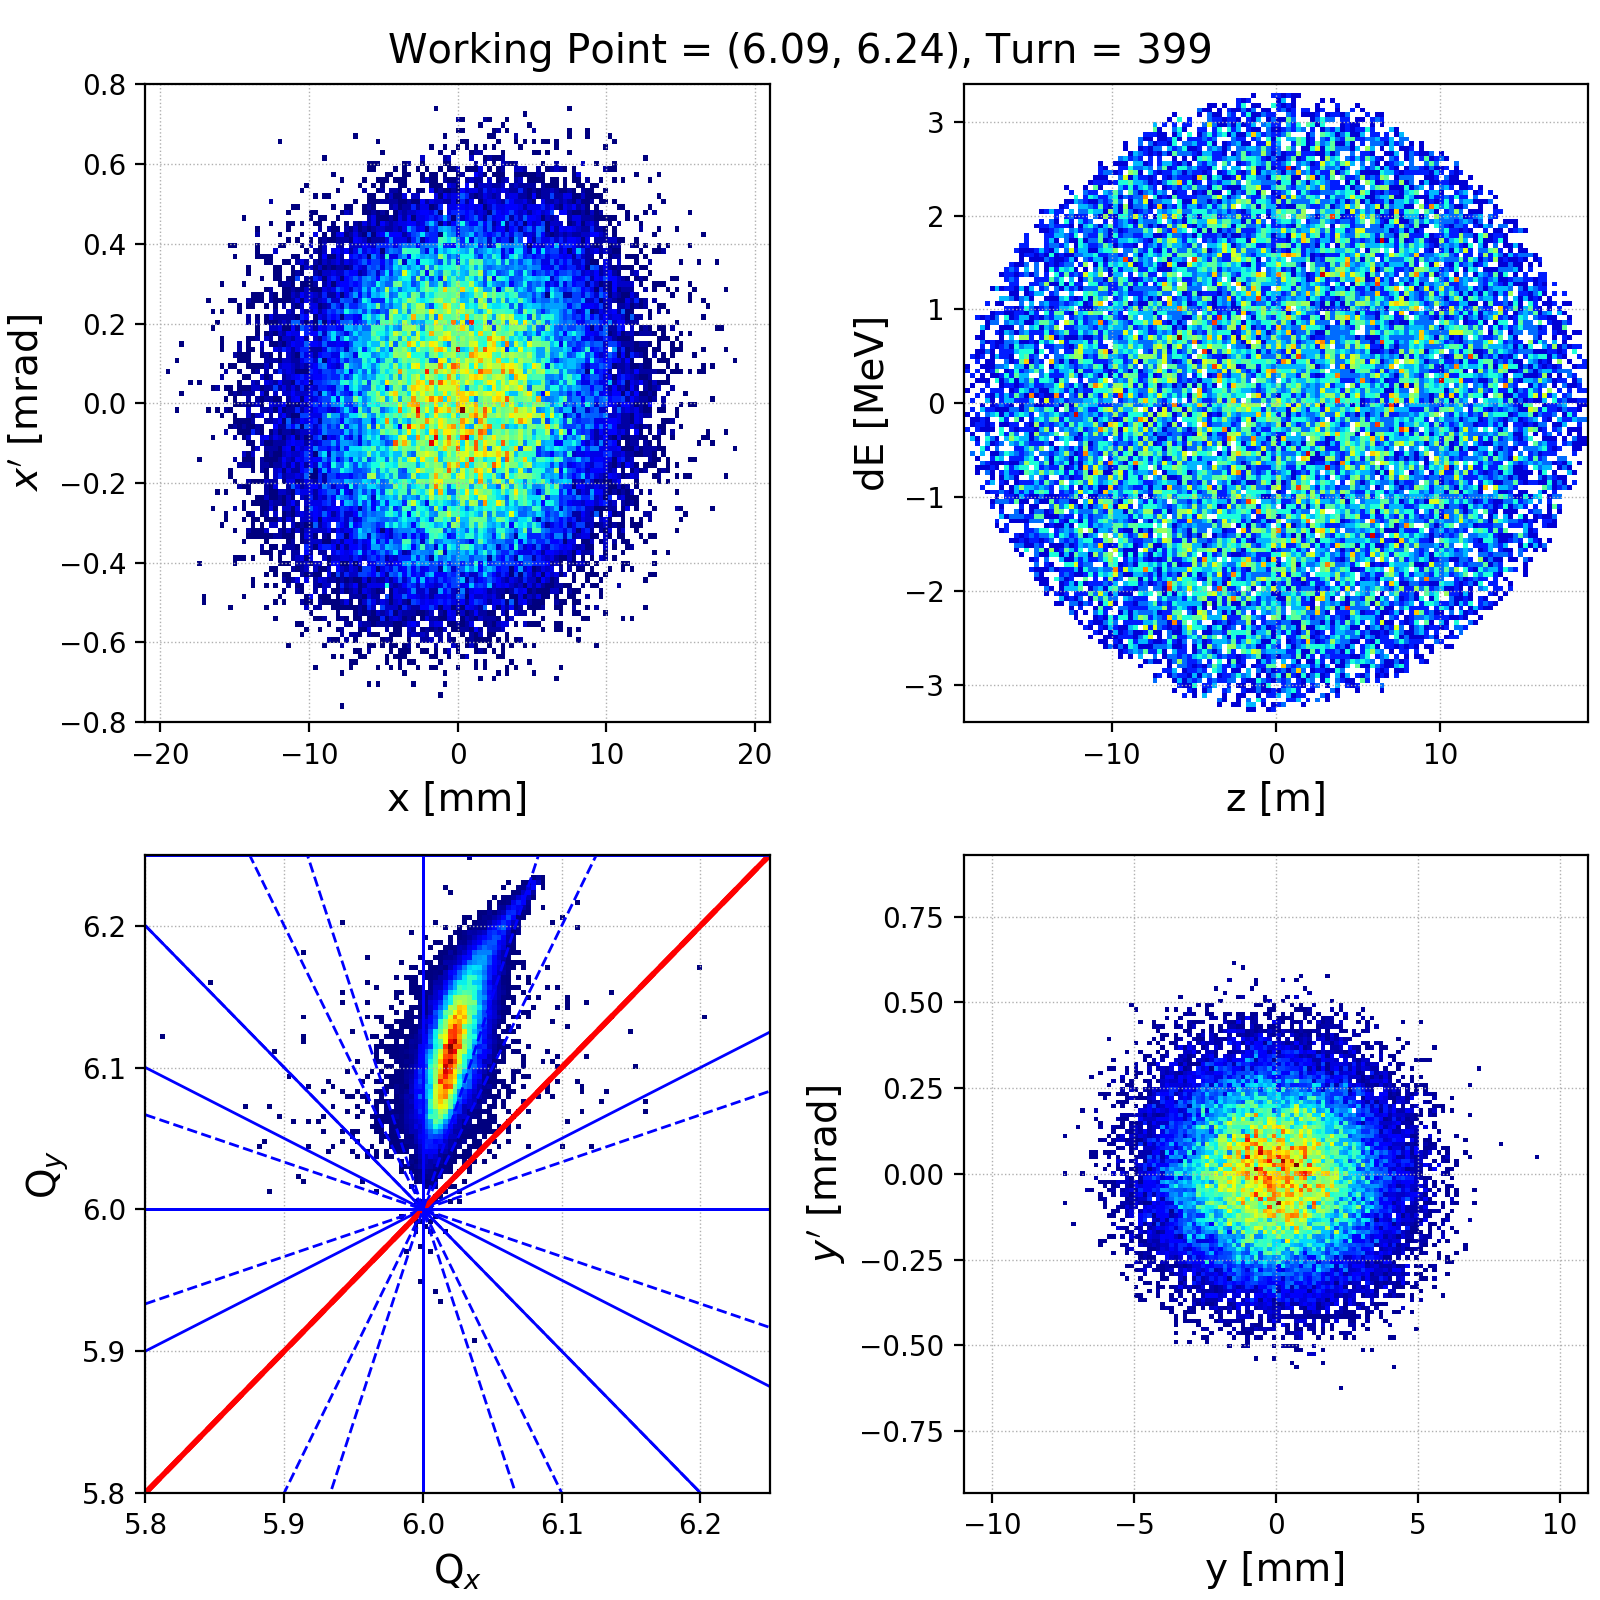 Working Point = (6.09, 6.24), Turn = 399
0.8
0.6
0.4
0.2
0.0
−0.2
−0.4
−0.6
−0.8
x′ [mrad]
−20 −10 0 10 20
x [mm]
3
2
1
0
−1
−2
−3
dE [MeV]
−10 0 10
z [m]
6.2
6.1
6.0
5.9
5.8
Qy
5.8 5.9 6.0 6.1 6.2
Qx
0.75
0.50
0.25
0.00
−0.25
−0.50
−0.75
y′ [mrad]
−10 −5 0 5 10
y [mm]